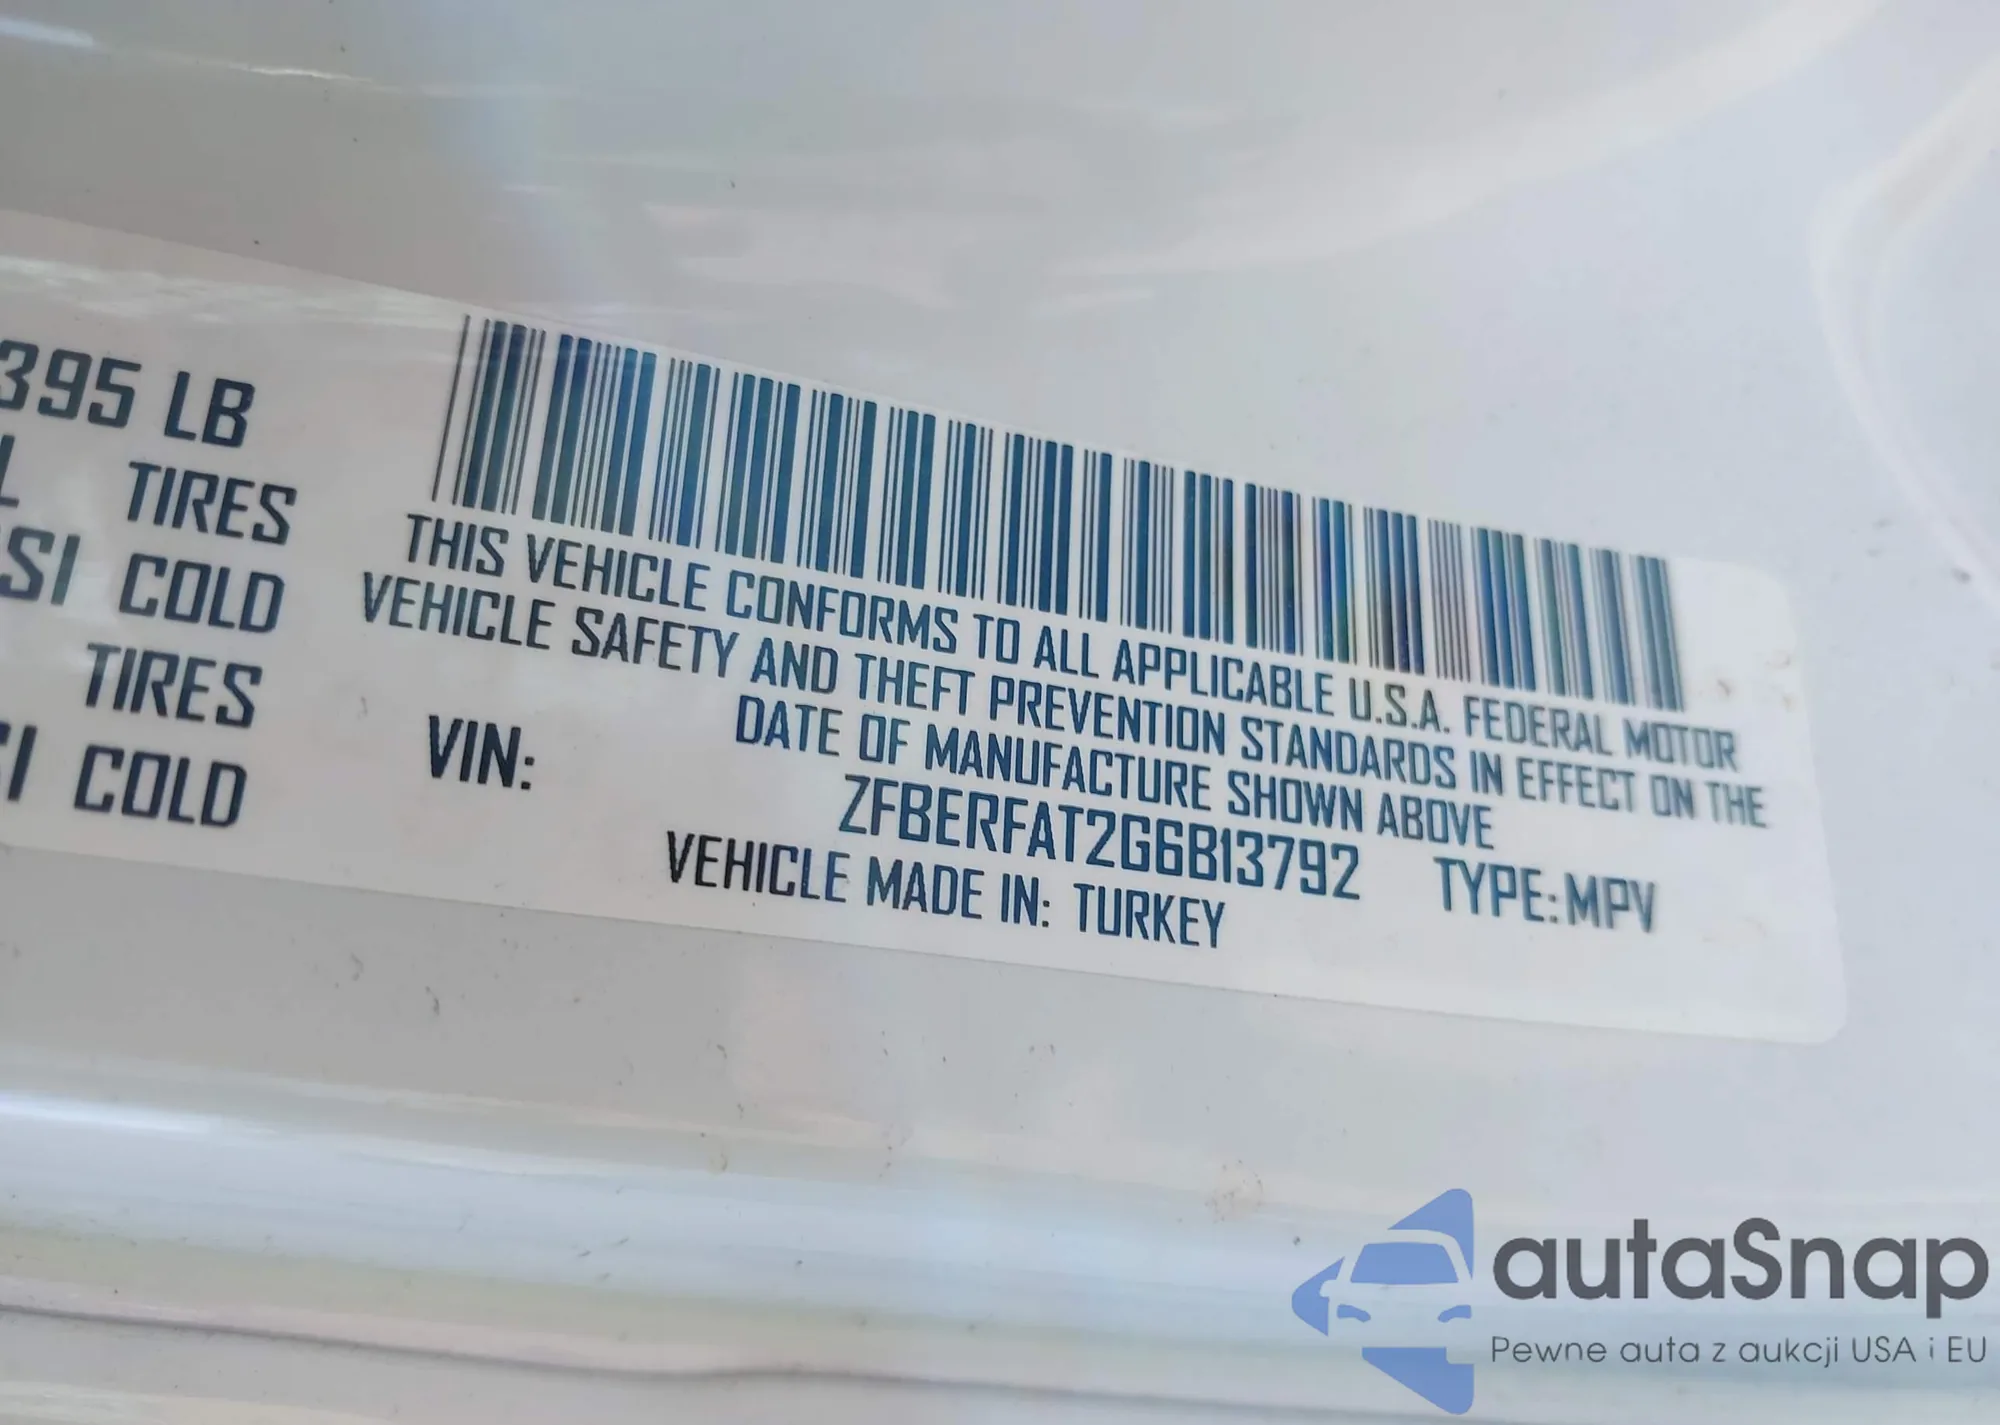 395 LB
TIRES
SI COLD
TIRES
COLD
THIS VEHICLE CONFORMS TO ALL APPLICABLE U.S.A. FEDERAL MOTOR
VEHICLE SAFETY AND THEFT PREVENTION STANDARDS IN EFFECT ON THE
DATE OF MANUFACTURE SHOWN ABOVE
VIN: ZFBERFAT2G6B13792 TYPE:MPV
VEHICLE MADE IN: TURKEY
autaSnap
Pewne auta z aukcji USA i EU